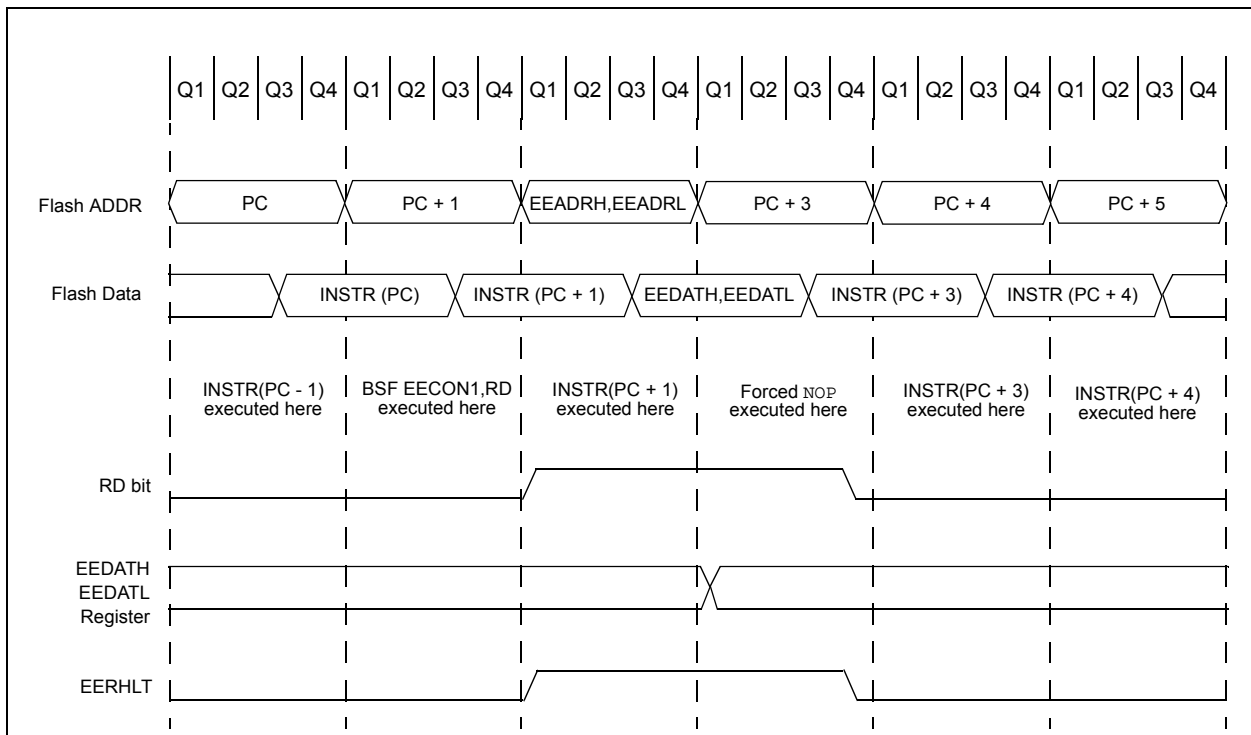 Q1 Q2 Q3 Q4 Q1 Q2 Q3 Q4 Q1 Q2 Q3 Q4 Q1 Q2 Q3 Q4 Q1 Q2 Q3 Q4 Q1 Q2 Q3 Q4
Flash ADDR PC PC + 1 EEADRH,EEADRL PC + 3 PC + 4 PC + 5
Flash Data INSTR (PC) INSTR (PC + 1) EEDATH,EEDATL INSTR (PC + 3) INSTR (PC + 4)
INSTR(PC - 1) BSF EECON1,RD INSTR(PC + 1) Forced NOP INSTR(PC + 3) INSTR(PC + 4)
executed here executed here executed here executed here executed here executed here
RD bit
EEDATH
EEDATL
Register
EERHLT